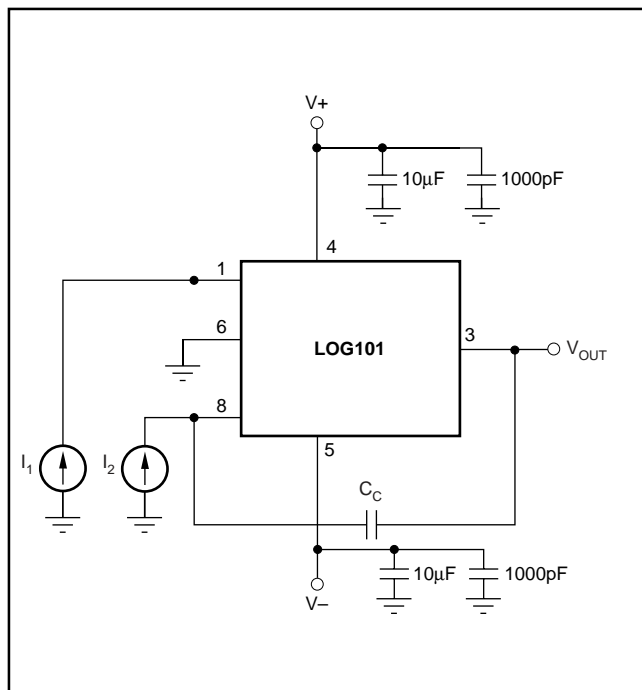 V+
10µF
1000pF
4
1
6
LOG101
3
V_OUT
8
5
I_1
I_2
C_C
10µF
1000pF
V–